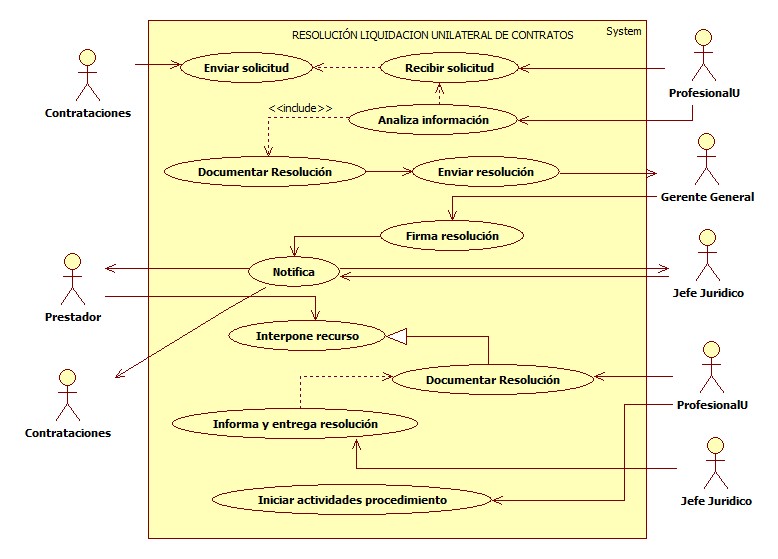 RESOLUCIÓN LIQUIDACION UNILATERAL DE CONTRATOS
System
Enviar solicitud
Recibir solicitud
Contrataciones
ProfesionalU
<<include>>
Analiza información
Documentar Resolución
Enviar resolución
Gerente General
Firma resolución
Notifica
Jefe Juridico
Prestador
Interpone recurso
Documentar Resolución
ProfesionalU
Informa y entrega resolución
Contrataciones
Iniciar actividades procedimiento
Jefe Juridico